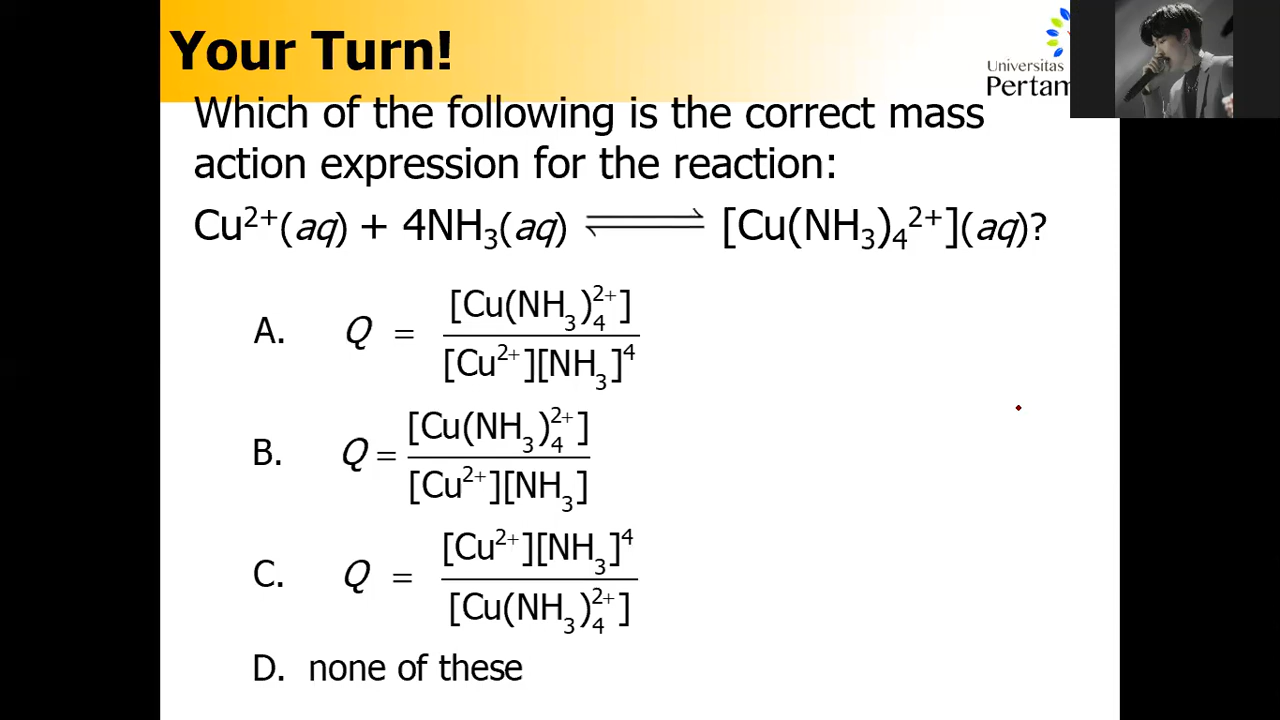 Your Turn!
Universitas
Pertam
Which of the following is the correct mass
action expression for the reaction:
Cu²⁺(aq) + 4NH₃(aq) ⇌ [Cu(NH₃)₄²⁺](aq)?
A. Q = [Cu(NH₃)₄²⁺] / [Cu²⁺][NH₃]⁴
B. Q = [Cu(NH₃)₄²⁺] / [Cu²⁺][NH₃]
C. Q = [Cu²⁺][NH₃]⁴ / [Cu(NH₃)₄²⁺]
D. none of these